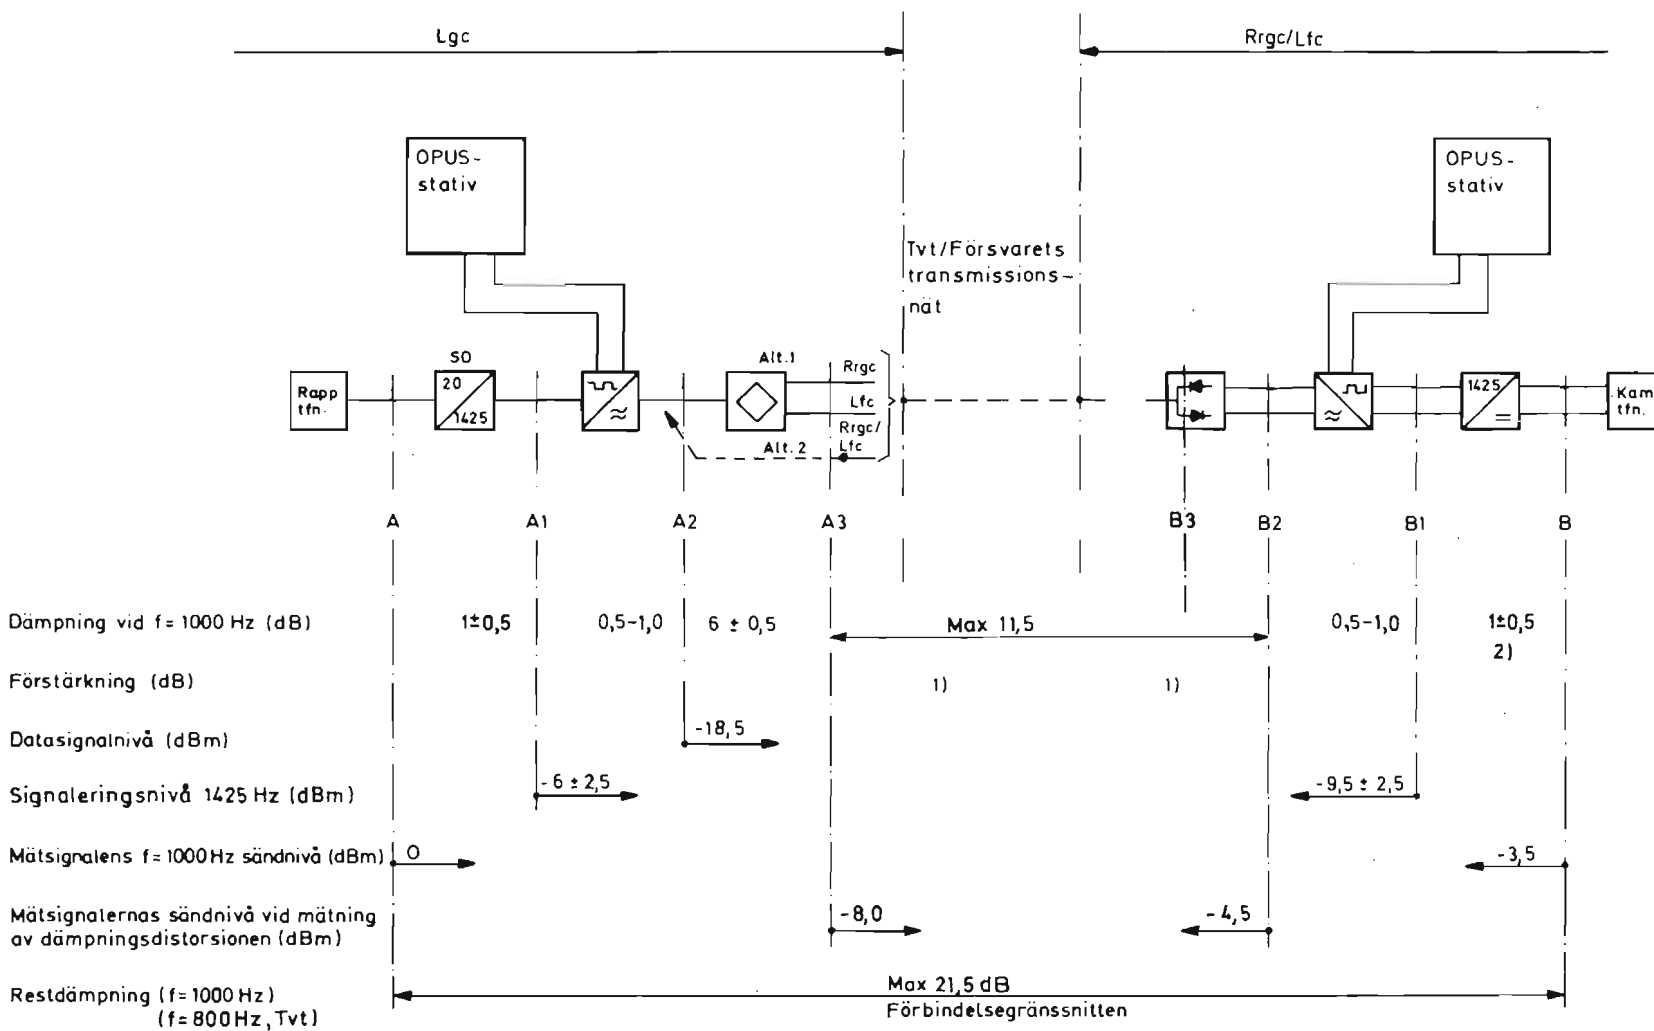 Lgc
Rrgc/Lfc
OPUS-
stativ
OPUS-
stativ
Tvt/Försvarets
transmissions-
nät
SO
Alt.1
Rrgc
Lfc
Rrgc/
Lfc
Alt.2
Rapp
tfn.
20
1425
≈
≈
1425
=
Kam
tfn.
A
A1
A2
A3
B3
B2
B1
B
Dämpning vid f= 1000 Hz (dB)
1±0,5
0,5-1,0
6 ± 0,5
Max 11,5
0,5-1,0
1±0,5
2)
Förstärkning (dB)
1)
1)
Datasignalnivå (dBm)
-18,5
Signaleringsnivå 1425 Hz (dBm)
-6 ± 2,5
-9,5 ± 2,5
Mätsignalens f= 1000Hz sändnivå (dBm)
0
-3,5
Mätsignalernas sändnivå vid mätning
av dämpningsdistorsionen (dBm)
-8,0
-4,5
Restdämpning (f=1000 Hz)
(f=800Hz, Tvt)
Max 21,5 dB
Förbindelsegränssnitten